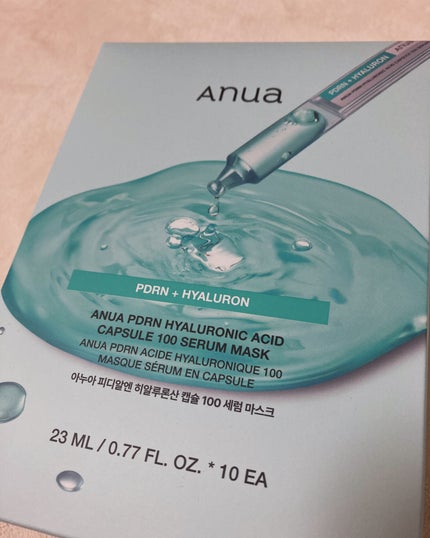 Anua
PDRN + HYALURON
PDRN + HYALURON
ANUA PDRN HYALURONIC ACID
CAPSULE 100 SERUM MASK
ANUA PDRN ACIDE HYALURONIQUE 100
MASQUE SÉRUM EN CAPSULE
아누아 피디알엔 히알루론산 캡슐 100 세럼 마스크
23 ML / 0.77 FL. OZ. * 10 EA